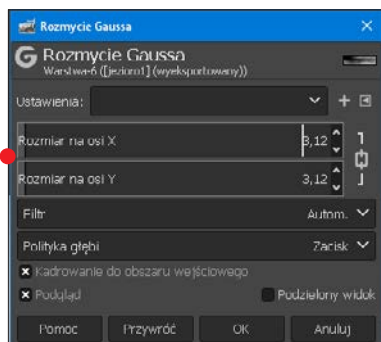 Rozmycie Gaussa
G Rozmycie Gaussa
Warstwa-6 ([jezioro1] (wyeksportowany))
Ustawienia:
Rozmiar na osi X 3,12
Rozmiar na osi Y 3,12
Filtr Autom.
Polityka głębi Zacisk
Kadrowanie do obszaru wejściowego
Podgląd Podzielony widok
Pomoc Przywróć OK Anuluj